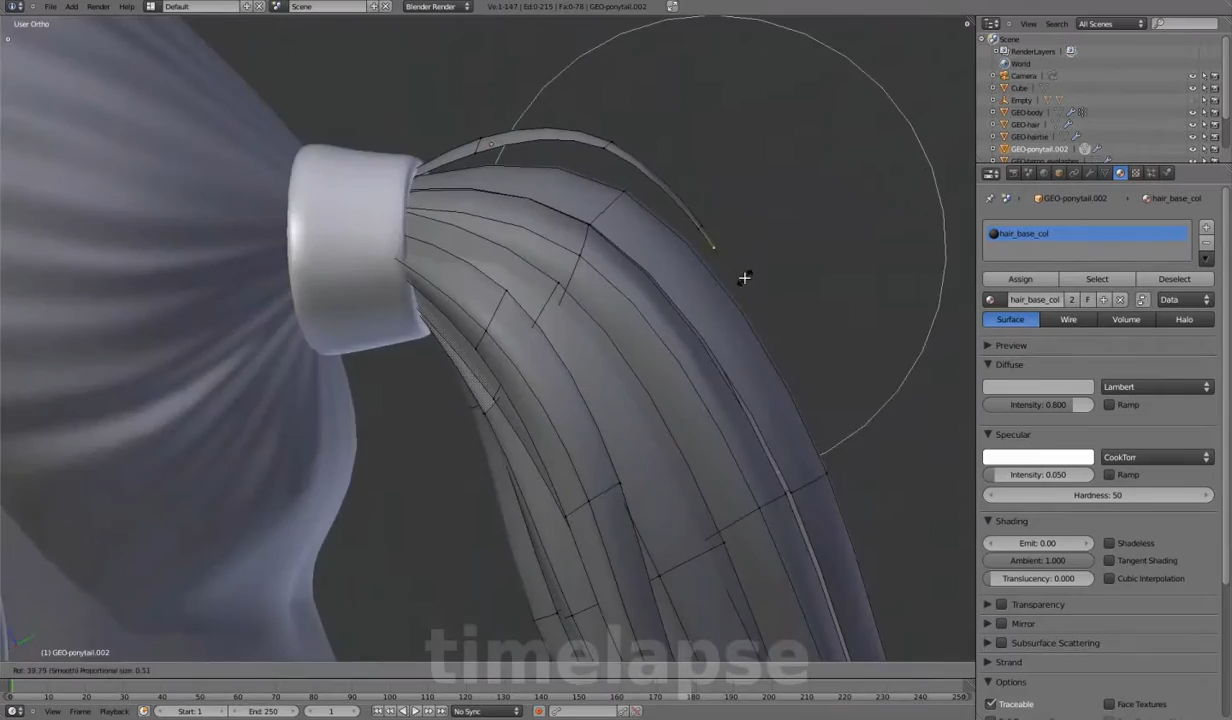 File Add Render Help Default Scene Blender Render Ve:1-147 | Ed:0-215 | Fa:0-78 | GEO-ponytail.002
User Ortho
View Search All Scenes
Scene
RenderLayers
World
Camera
Cube
Empty
GEO-body
GEO-hair
GEO-hairtie
GEO-ponytail.002
GEO-ponytail.002 hair_base_col
hair_base_col
Assign Select Deselect
hair_base_col 2 F Data
Surface Wire Volume Halo
Preview
Diffuse
Lambert
Intensity: 0.800 Ramp
Specular
CookTorr
Intensity: 0.050 Ramp
Hardness: 50
Shading
Emit: 0.00 Shadeless
Ambient: 1.000 Tangent Shading
Translucency: 0.000 Cubic Interpolation
Transparency
Mirror
Subsurface Scattering
Strand
Options
Traceable Face Textures
timelapse
(1) GEO-ponytail.002
Rot: 39.79 (Smooth) Proportional size: 0.51
0 10 20 30 40 50 60 70 80 90 100 110 120 130 140 150 160 170 180 190 200 210 220 230 240 250
View Frame Playback Start: 1 End: 250 1 No Sync